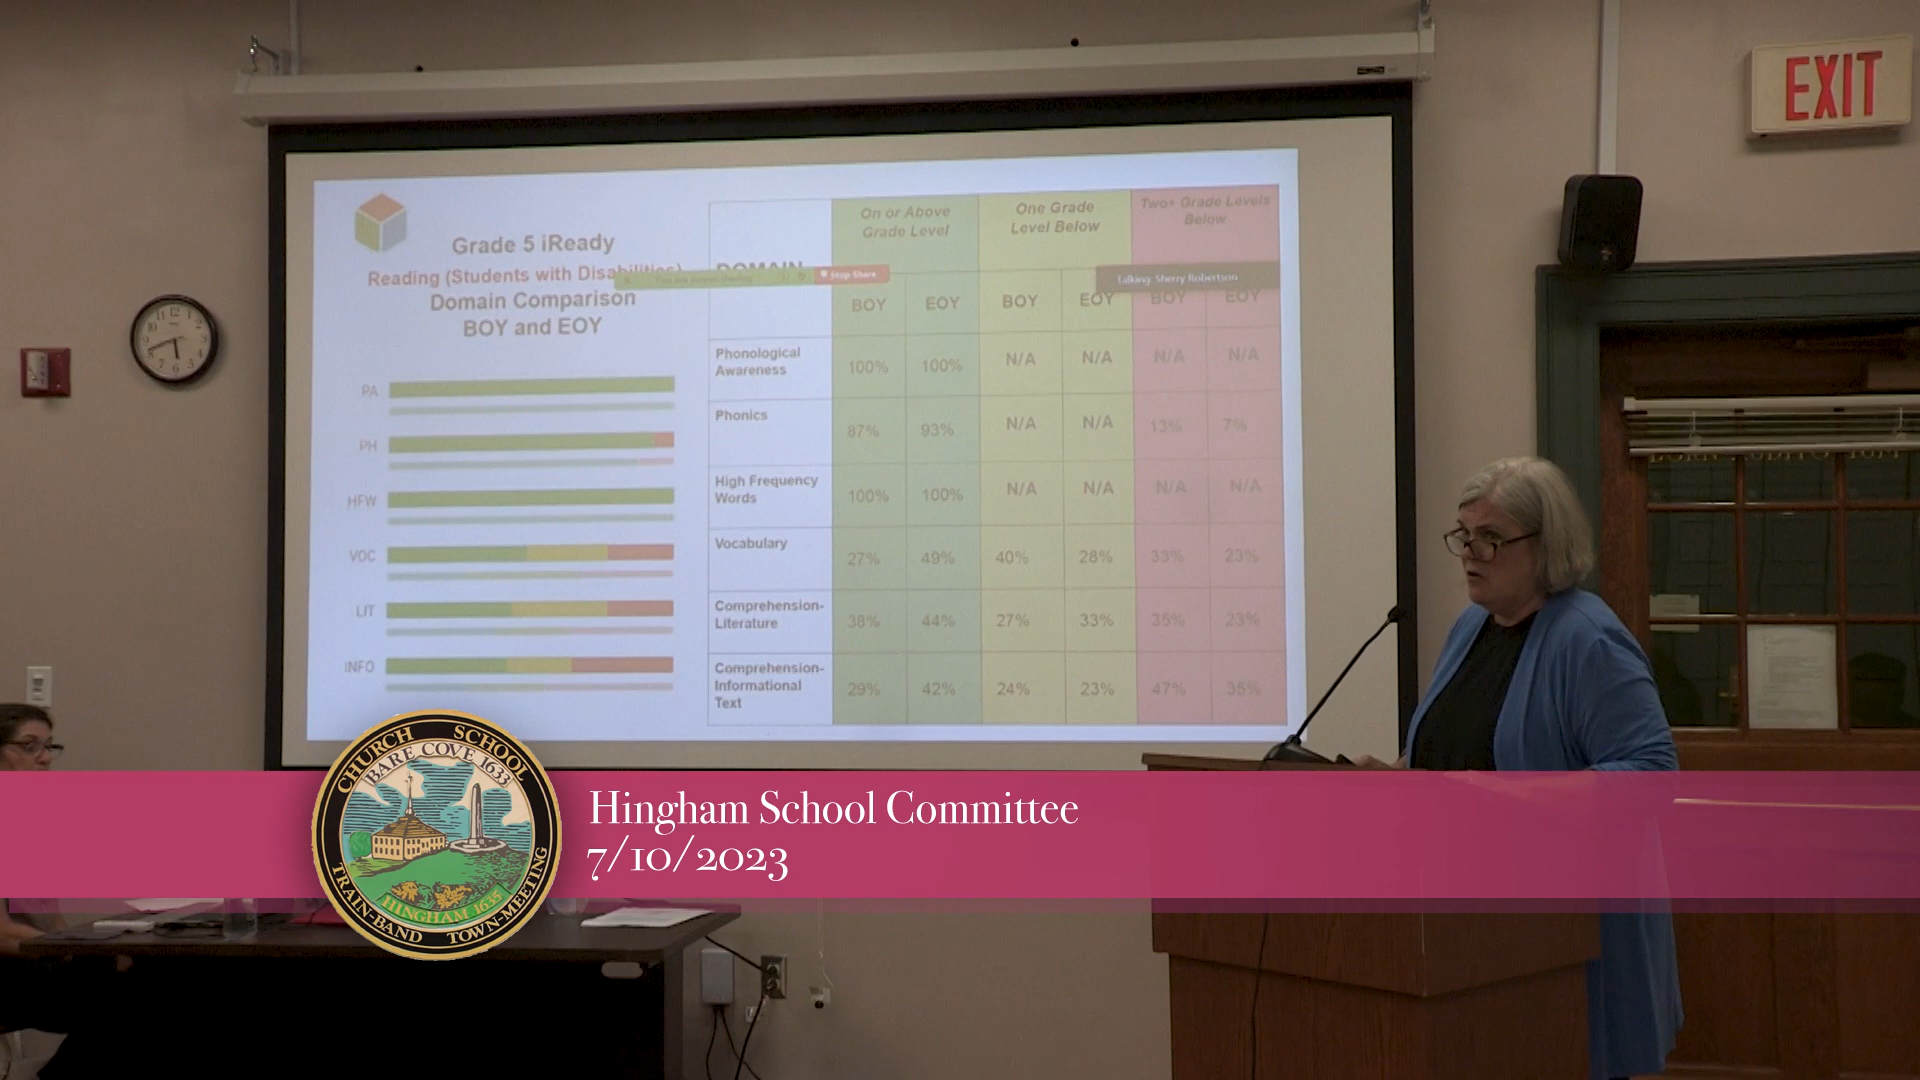 EXIT
Grade 5 iReady
Reading (Students with Disabilities)
Domain Comparison
BOY and EOY
PA
PH
HFW
VOC
LIT
INFO
DOMAIN
On or Above
Grade Level
One Grade
Level Below
Two+ Grade Levels
Below
Stop Share
Talking: Sherry Robertson
BOY EOY BOY EOY BOY EOY
Phonological
Awareness
100% 100% N/A N/A N/A N/A
Phonics
87% 93% N/A N/A 13% 7%
High Frequency
Words
100% 100% N/A N/A N/A N/A
Vocabulary
27% 49% 40% 28% 33% 23%
Comprehension-
Literature
38% 44% 27% 33% 35% 23%
Comprehension-
Informational
Text
29% 42% 24% 23% 47% 35%
CHURCH SCHOOL
BARE COVE 1633
HINGHAM 1635
TRAIN-BAND TOWN-MEETING
Hingham School Committee
7/10/2023